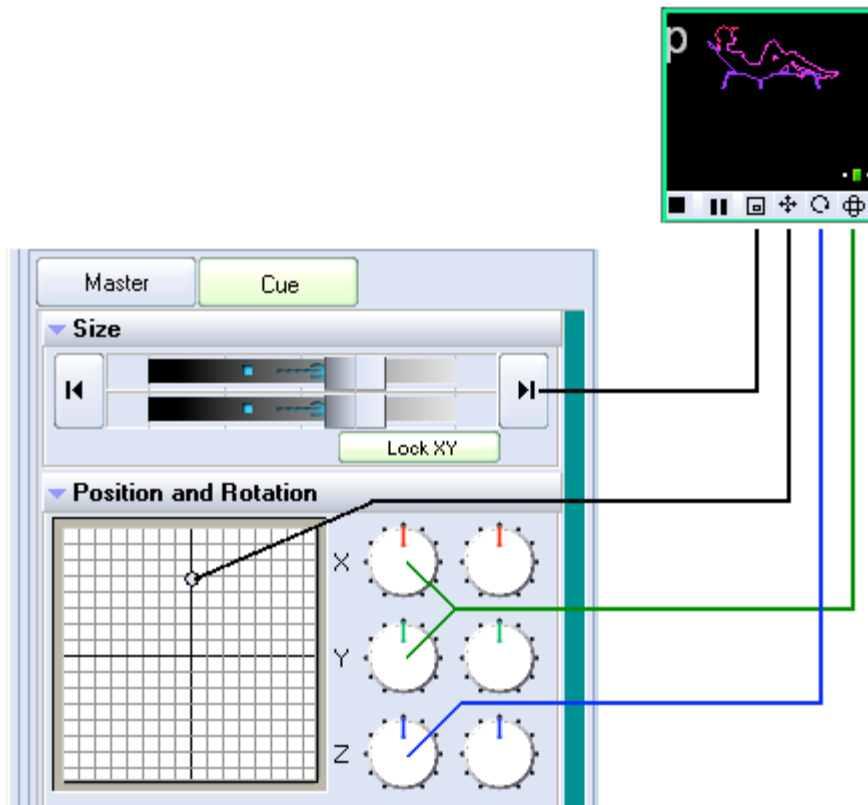 p
Master
Cue
Size
Lock XY
Position and Rotation
X
Y
Z